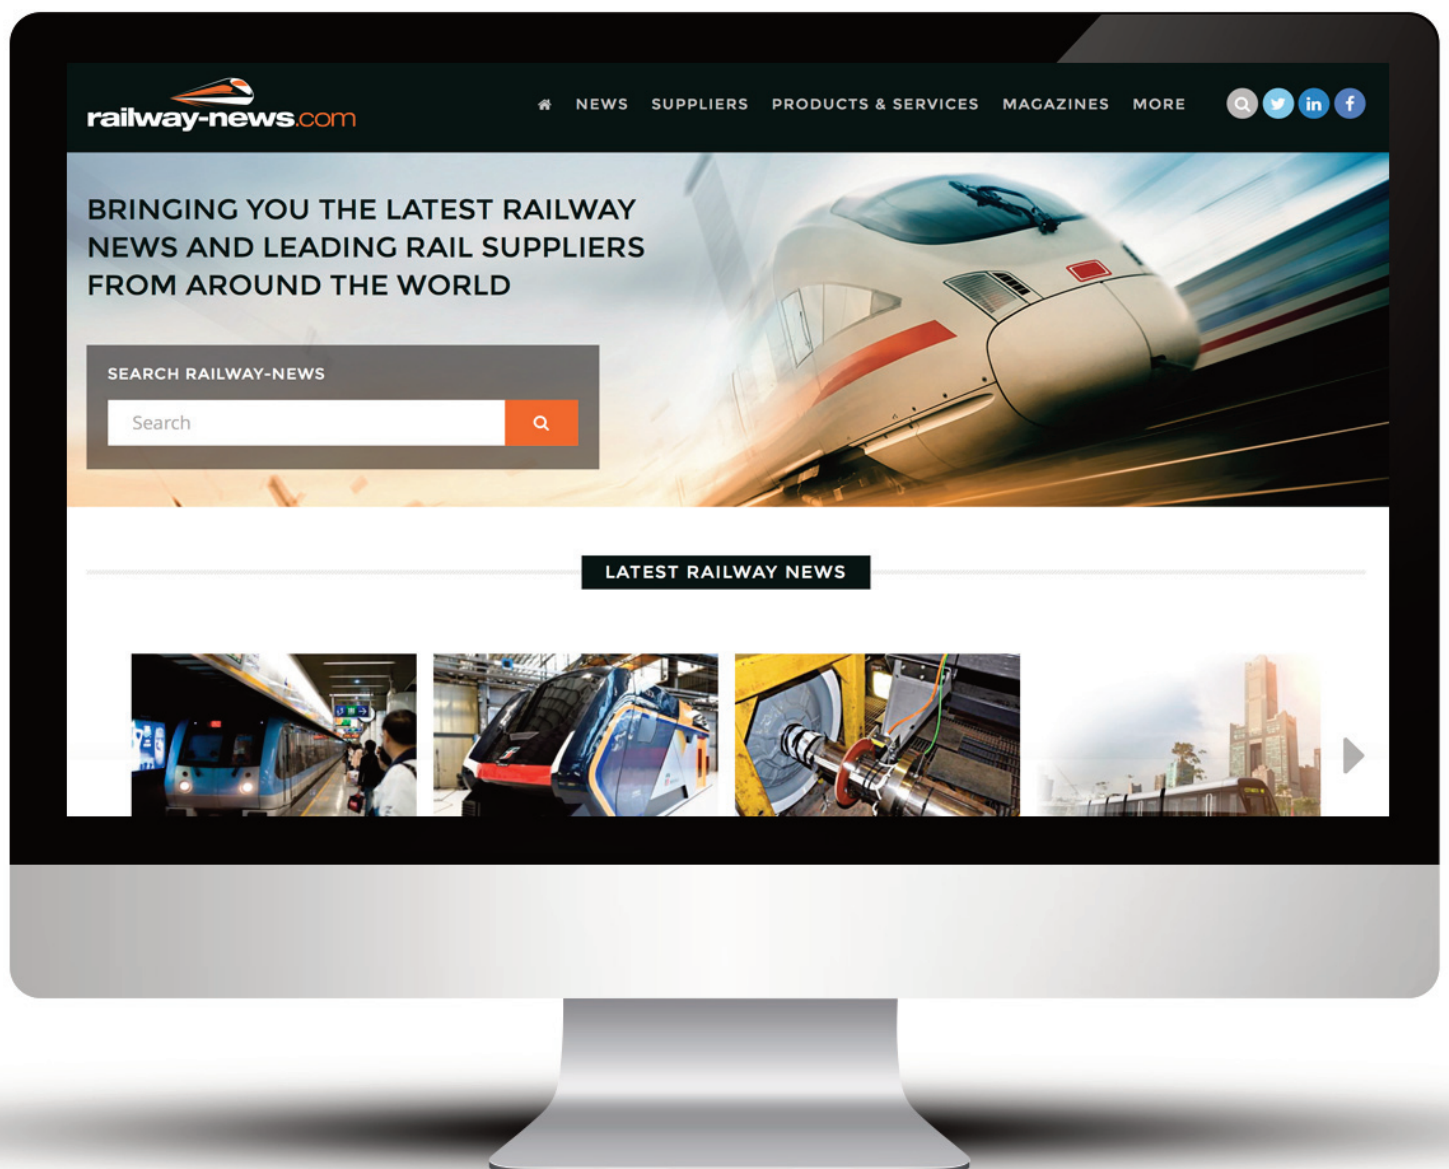 railway-news.com
NEWS SUPPLIERS PRODUCTS & SERVICES MAGAZINES MORE
in f
BRINGING YOU THE LATEST RAILWAY
NEWS AND LEADING RAIL SUPPLIERS
FROM AROUND THE WORLD
SEARCH RAILWAY-NEWS
Search
LATEST RAILWAY NEWS